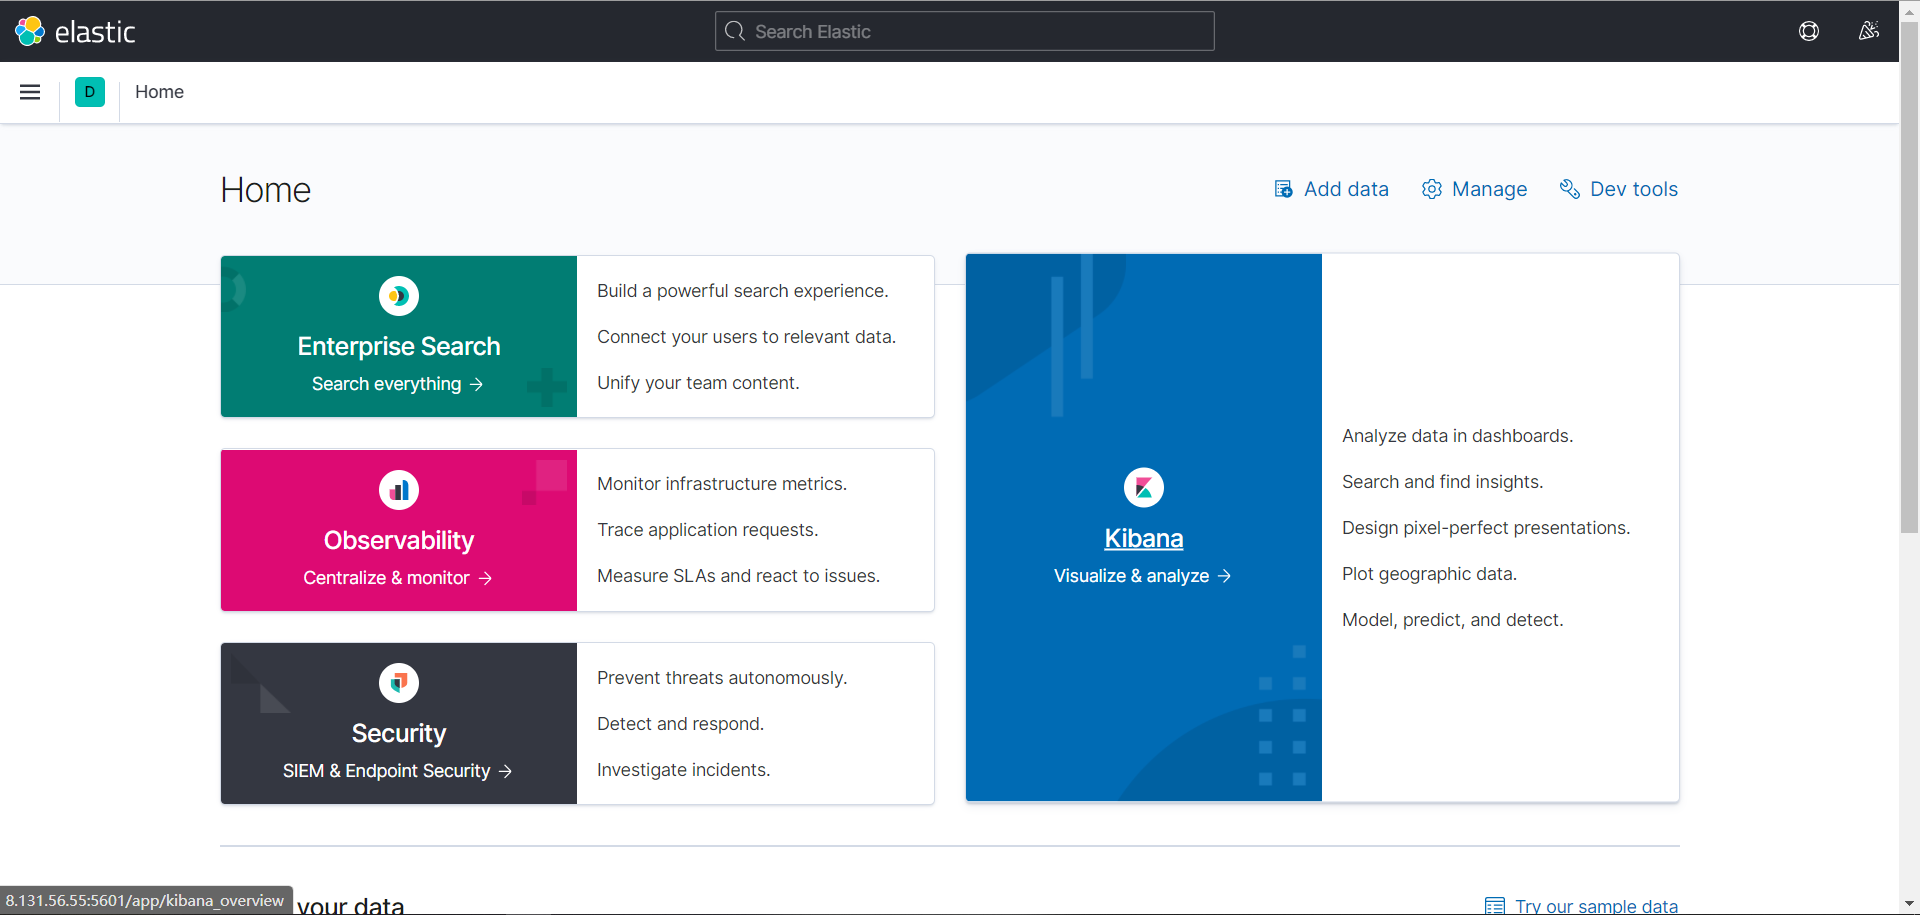 elastic
Search Elastic
D
Home
Home
Add data
Manage
Dev tools
Enterprise Search
Search everything →
Build a powerful search experience.
Connect your users to relevant data.
Unify your team content.
Observability
Centralize & monitor →
Monitor infrastructure metrics.
Trace application requests.
Measure SLAs and react to issues.
Security
SIEM & Endpoint Security →
Prevent threats autonomously.
Detect and respond.
Investigate incidents.
Kibana
Visualize & analyze →
Analyze data in dashboards.
Search and find insights.
Design pixel-perfect presentations.
Plot geographic data.
Model, predict, and detect.
your data
Try our sample data
8.131.56.55:5601/app/kibana_overview